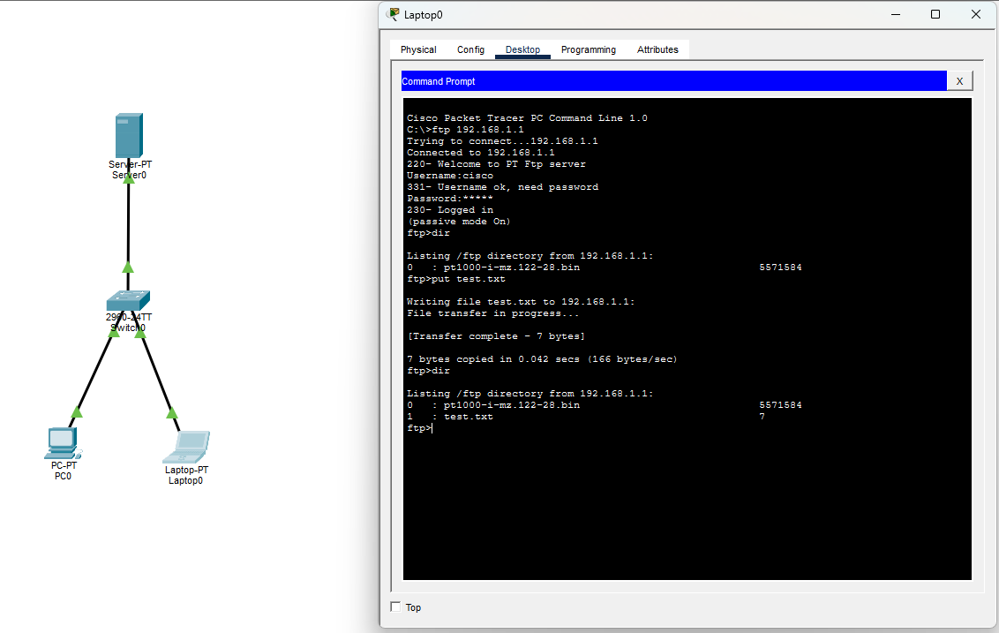 Server-PT
Server0
2960-24TT
Switch0
PC-PT
PC0
Laptop-PT
Laptop0
Laptop0
Physical Config Desktop Programming Attributes
Command Prompt
X
Cisco Packet Tracer PC Command Line 1.0
C:\>ftp 192.168.1.1
Trying to connect...192.168.1.1
Connected to 192.168.1.1
220- Welcome to PT Ftp server
Username:cisco
331- Username ok, need password
Password:*****
230- Logged in
(passive mode On)
ftp>dir
Listing /ftp directory from 192.168.1.1:
0 : pt1000-i-mz.122-28.bin 5571584
ftp>put test.txt
Writing file test.txt to 192.168.1.1:
File transfer in progress...
[Transfer complete - 7 bytes]
7 bytes copied in 0.042 secs (166 bytes/sec)
ftp>dir
Listing /ftp directory from 192.168.1.1:
0 : pt1000-i-mz.122-28.bin 5571584
1 : test.txt 7
ftp>
Top